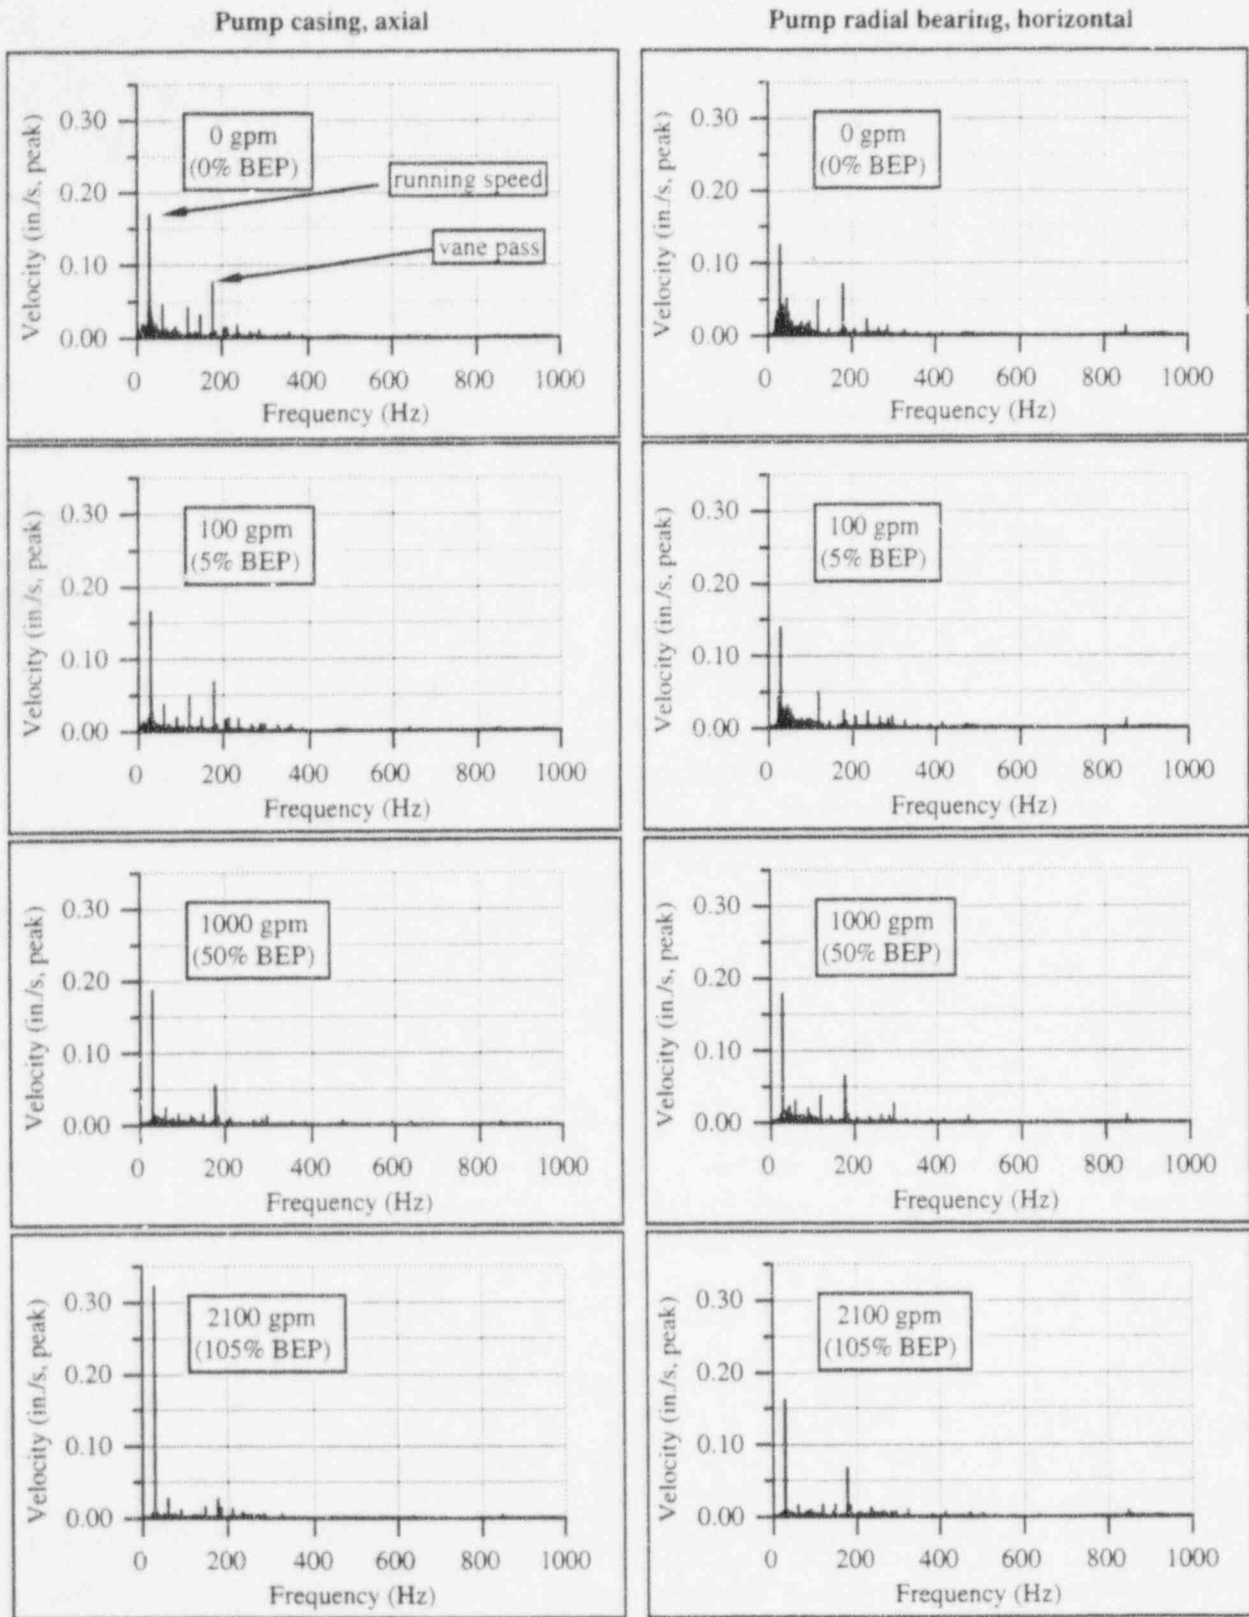 Pump casing, axial
Pump radial bearing, horizontal
Velocity (in./s, peak)
0.30
0.20
0.10
0.00
0 gpm
(0% BEP)
running speed
vane pass
0 200 400 600 800 1000
Frequency (Hz)
Velocity (in./s, peak)
0.30
0.20
0.10
0.00
0 gpm
(0% BEP)
0 200 400 600 800 1000
Frequency (Hz)
Velocity (in./s, peak)
0.30
0.20
0.10
0.00
100 gpm
(5% BEP)
0 200 400 600 800 1000
Frequency (Hz)
Velocity (in./s, peak)
0.30
0.20
0.10
0.00
100 gpm
(5% BEP)
0 200 400 600 800 1000
Frequency (Hz)
Velocity (in./s, peak)
0.30
0.20
0.10
0.00
1000 gpm
(50% BEP)
0 200 400 600 800 1000
Frequency (Hz)
Velocity (in./s, peak)
0.30
0.20
0.10
0.00
1000 gpm
(50% BEP)
0 200 400 600 800 1000
Frequency (Hz)
Velocity (in./s, peak)
0.30
0.20
0.10
0.00
2100 gpm
(105% BEP)
0 200 400 600 800 1000
Frequency (Hz)
Velocity (in./s, peak)
0.30
0.20
0.10
0.00
2100 gpm
(105% BEP)
0 200 400 600 800 1000
Frequency (Hz)